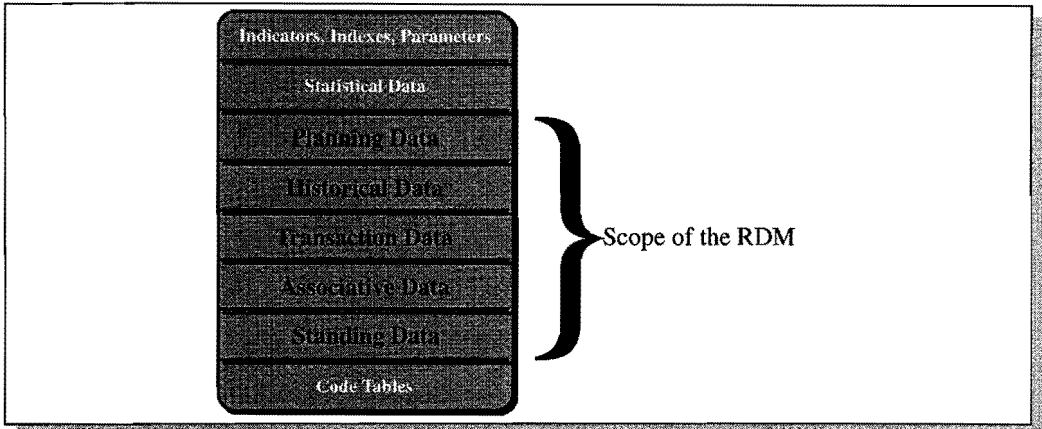 Indicators, Indexes, Parameters
Statistical Data
Planning Data
Historical Data
Transaction Data
Associative Data
Standing Data
Code Tables
Scope of the RDM